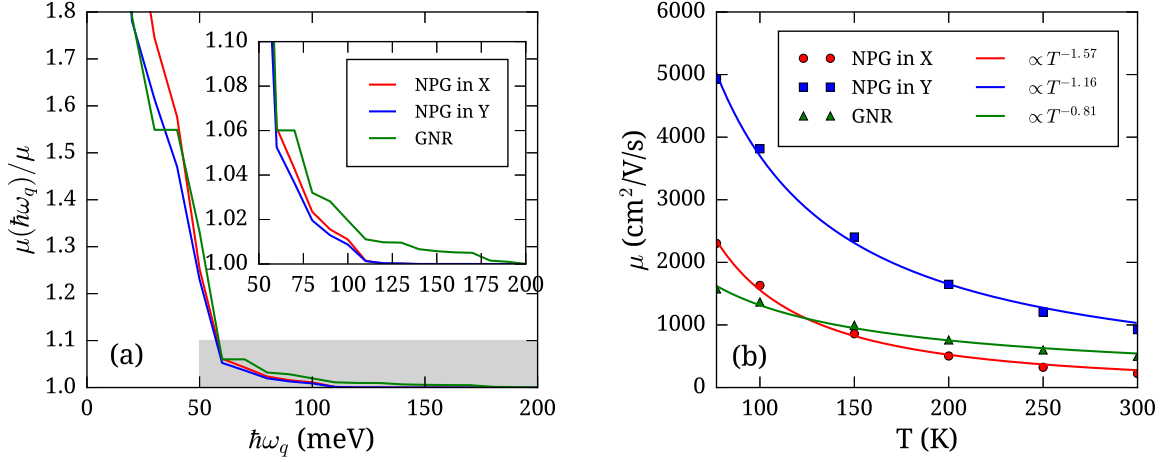 1.8
1.7
1.6
1.5
1.4
1.3
1.2
1.1
1.0
μ(ħω_q)/μ
0 50 100 150 200
ħω_q (meV)
(a)
1.10
1.08
1.06
1.04
1.02
1.00
50 75 100 125 150 175 200
NPG in X
NPG in Y
GNR
6000
5000
4000
3000
2000
1000
0
μ (cm²/V/s)
100 150 200 250 300
T (K)
(b)
NPG in X ∝ T^{-1.57}
NPG in Y ∝ T^{-1.16}
GNR ∝ T^{-0.81}